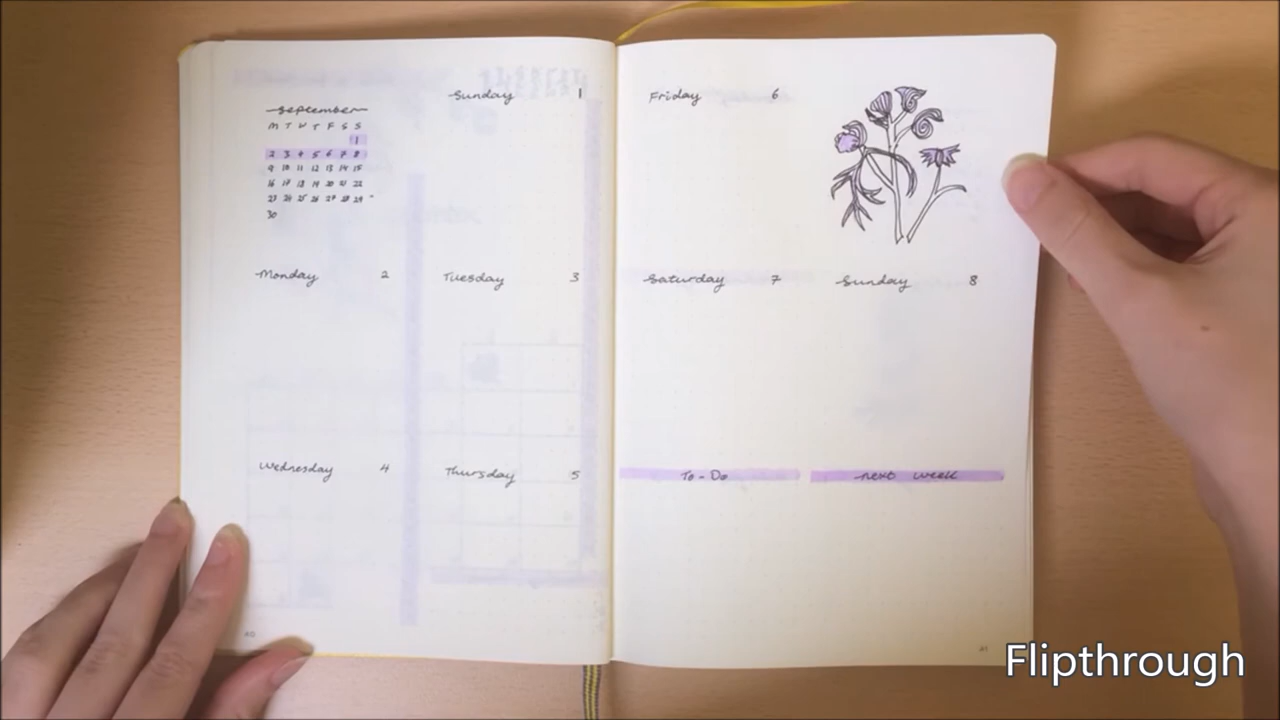 September
M T W T F S S
1
2 3 4 5 6 7 8
9 10 11 12 13 14 15
16 17 18 19 20 21 22
23 24 25 26 27 28 29
30
Sunday 1
Monday 2
Tuesday 3
Wednesday 4
Thursday 5
Friday 6
Saturday 7
Sunday 8
To-Do
next week
Flipthrough